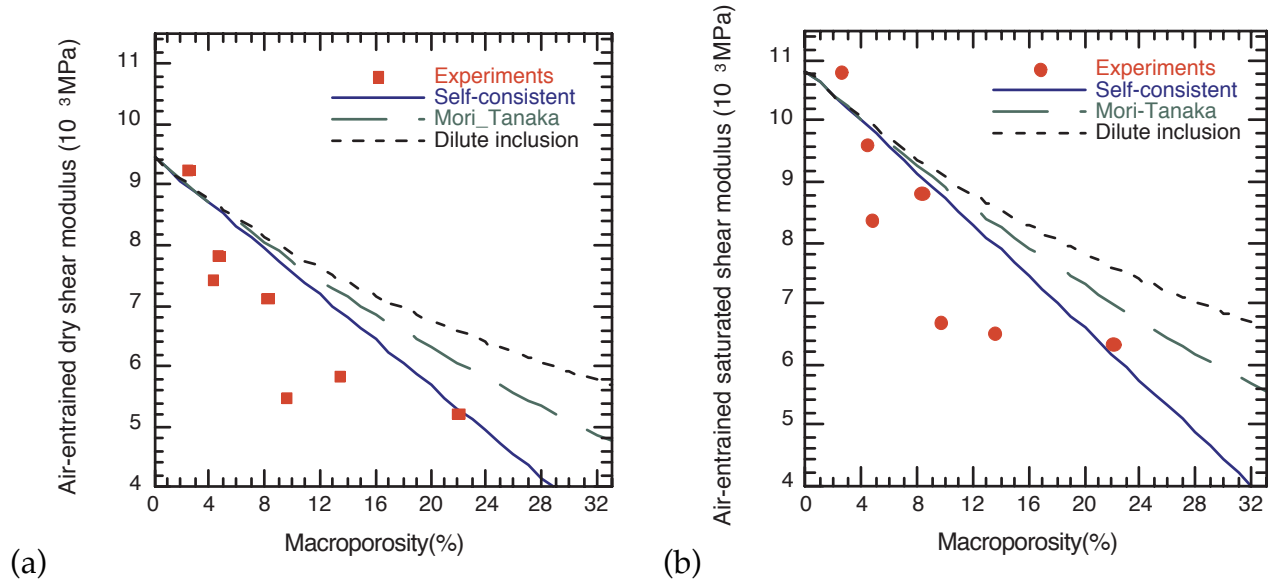 Air-entrained dry shear modulus (10 ³MPa)
11
10
9
8
7
6
5
4
Experiments
Self-consistent
Mori_Tanaka
Dilute inclusion
0 4 8 12 16 20 24 28 32
Macroporosity(%)
(a)
Air-entrained saturated shear modulus (10 ³MPa)
11
10
9
8
7
6
5
4
Experiments
Self-consistent
Mori-Tanaka
Dilute inclusion
0 4 8 12 16 20 24 28 32
Macroporosity(%)
(b)